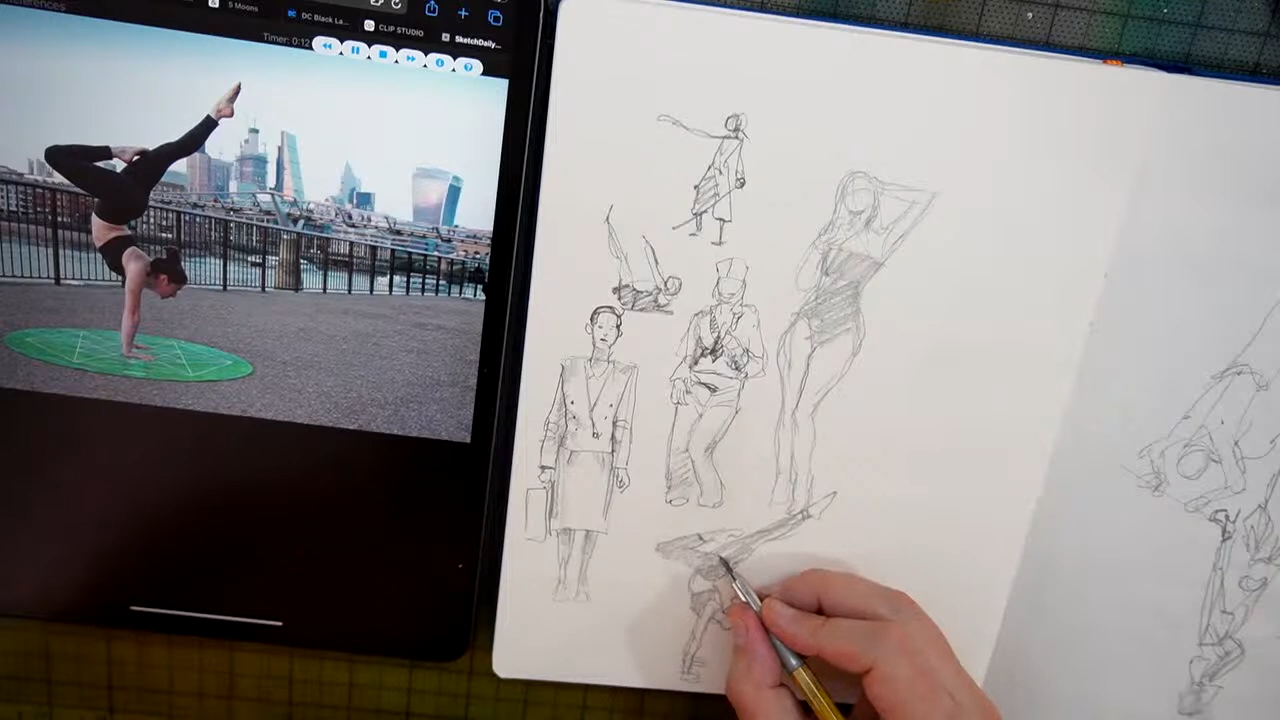 5 Moons
DC Black La...
CLIP STUDIO
SketchDaily...
Timer: 0:12